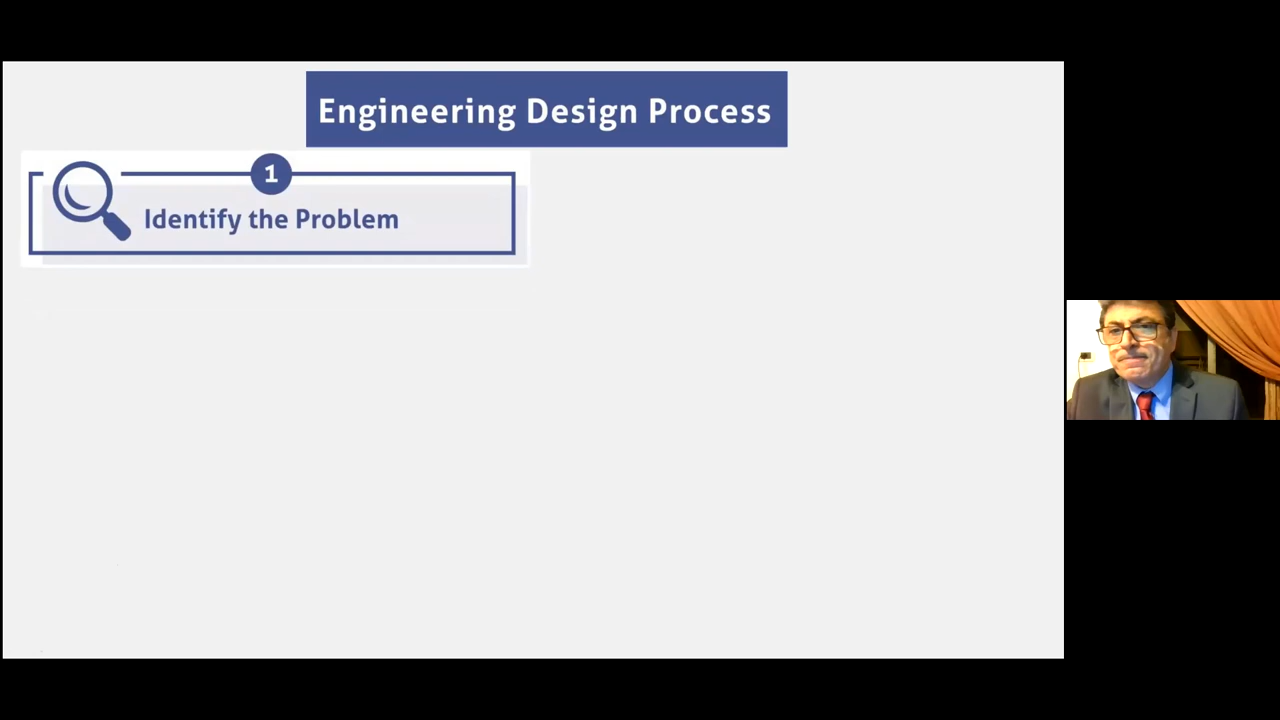 Engineering Design Process
1
Identify the Problem